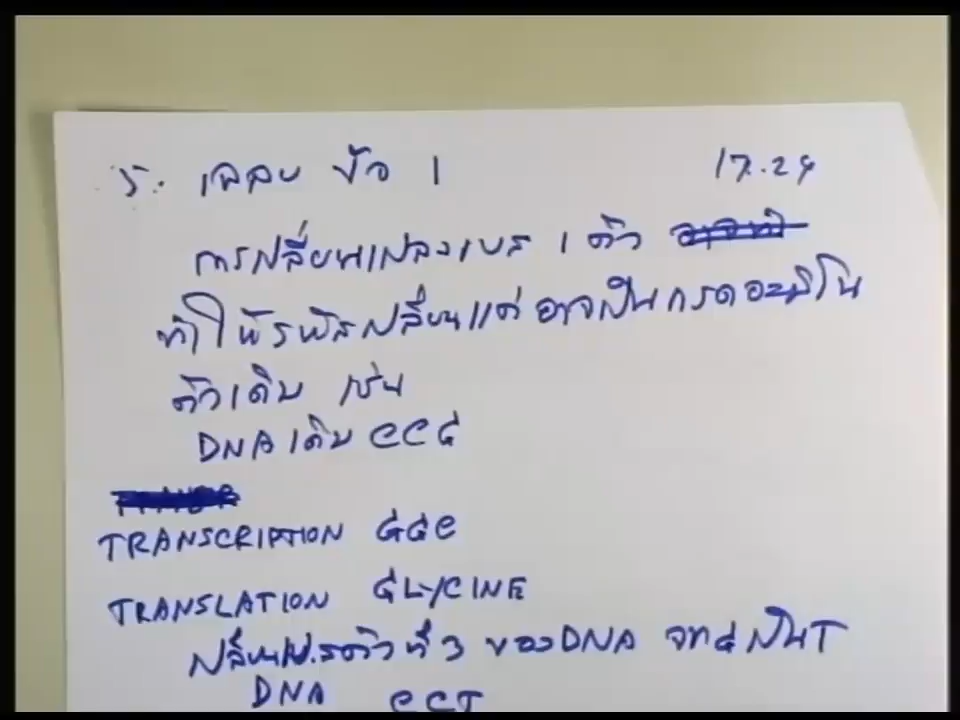 5. เฉลย ข้อ 1 17.24
การเปลี่ยนแปลงเบส 1 ตัว
ทำให้รหัสเปลี่ยนแต่อาจเป็นกรดอะมิโน
ตัวเดิม เช่น
DNA เดิม CCG
TRANSCRIPTION GGC
TRANSLATION GLYCINE
เปลี่ยนเบสตัวที่ 3 ของ DNA จาก G เป็น T
DNA CCT